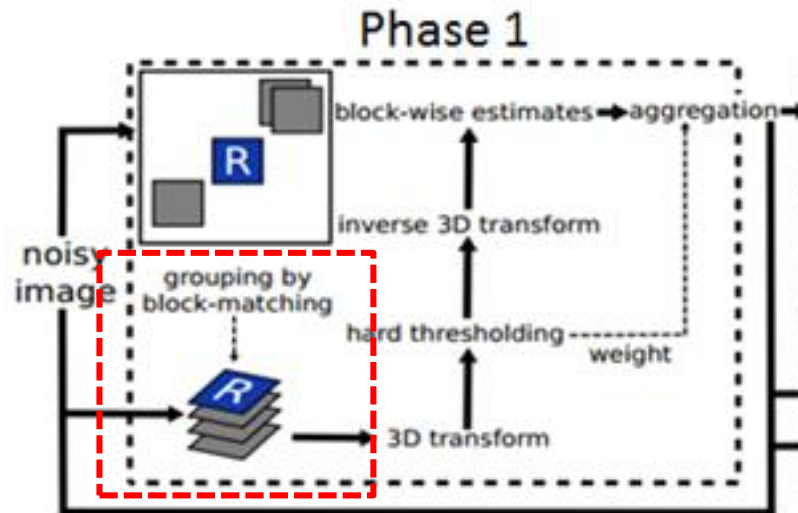 Phase 1
block-wise estimates
aggregation
R
inverse 3D transform
noisy
image
grouping by
block-matching
hard thresholding
weight
R
3D transform